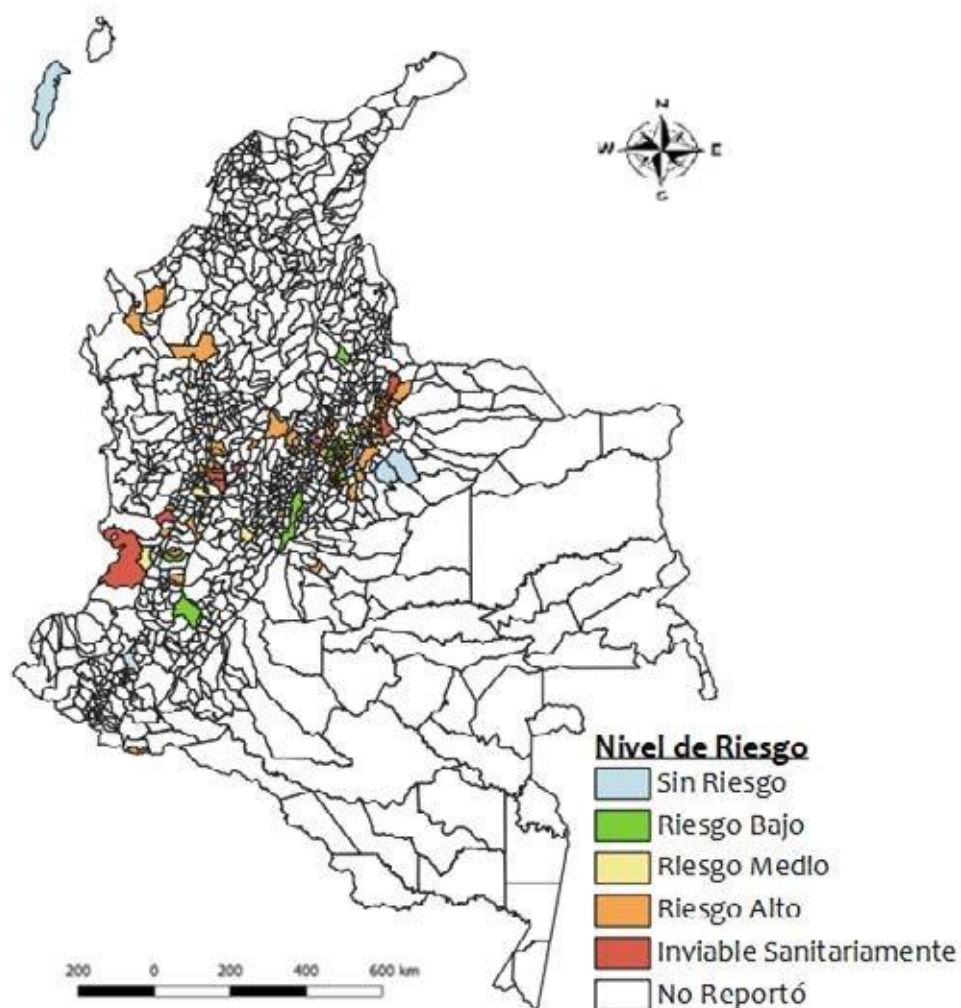 N
W E
S
Nivel de Riesgo
Sin Riesgo
Riesgo Bajo
Riesgo Medio
Riesgo Alto
Inviable Sanitariamente
No Reportó
200 0 200 400 600 km